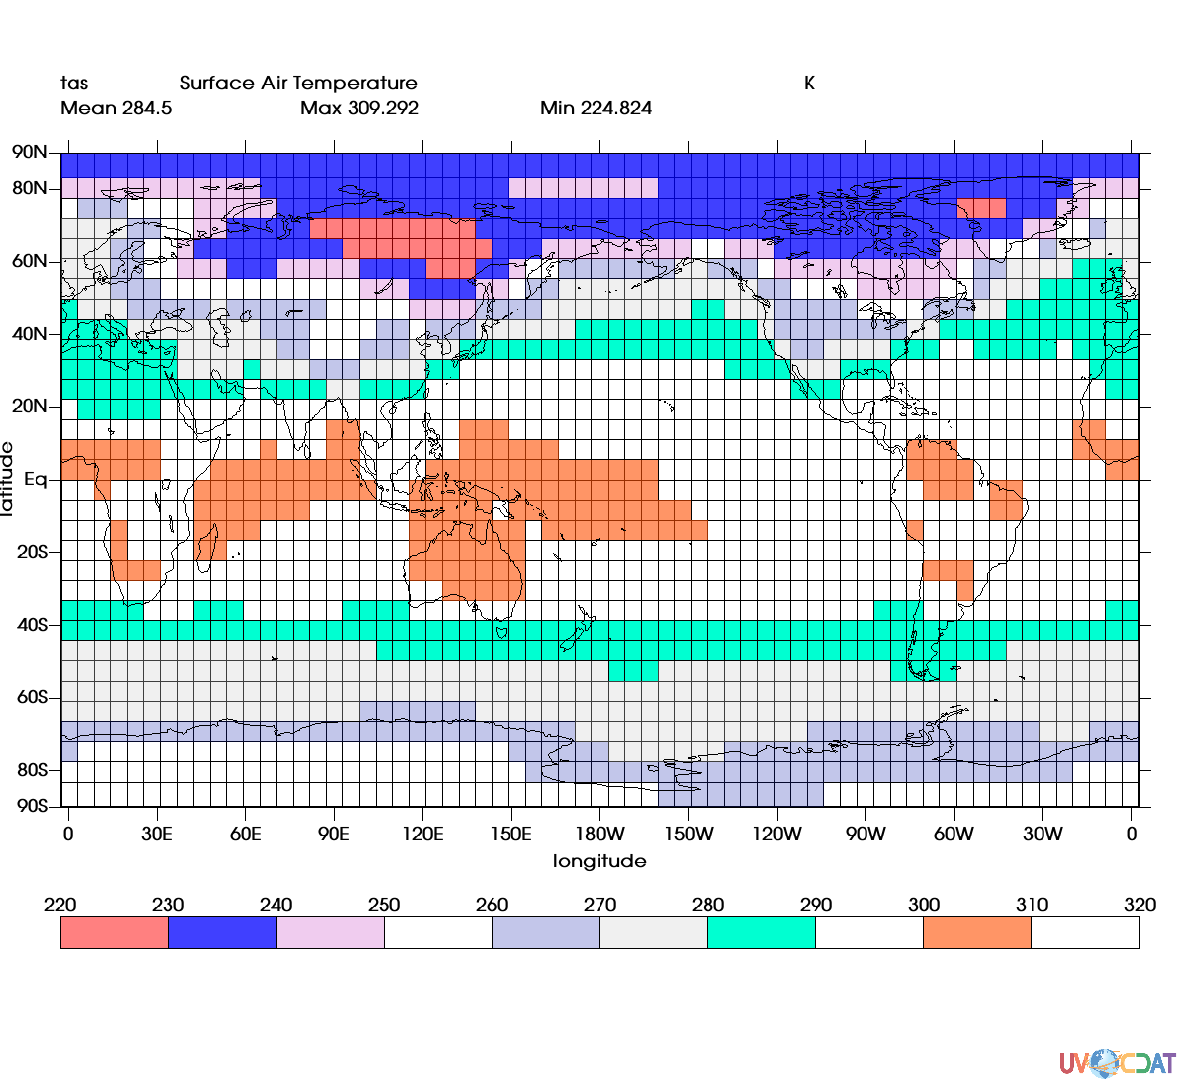 tas Surface Air Temperature K
Mean 284.5 Max 309.292 Min 224.824
90N
80N
60N
40N
20N
Eq
20S
40S
60S
80S
90S
latitude
0 30E 60E 90E 120E 150E 180W 150W 120W 90W 60W 30W 0
longitude
220 230 240 250 260 270 280 290 300 310 320
UV CDAT